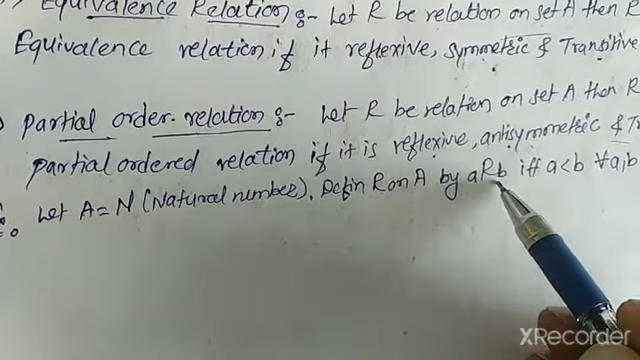 Equivalence Relation :- Let R be relation on set A then R
Equivalence relation if it reflexive, symmetric & Transitive
Partial order relation :- Let R be relation on set A then R
partial ordered relation if it is reflexive, antisymmetric & Tr
Let A = N (Natural number). Defin R on A by aRb iff a<b ∀ a,b
XRecorder